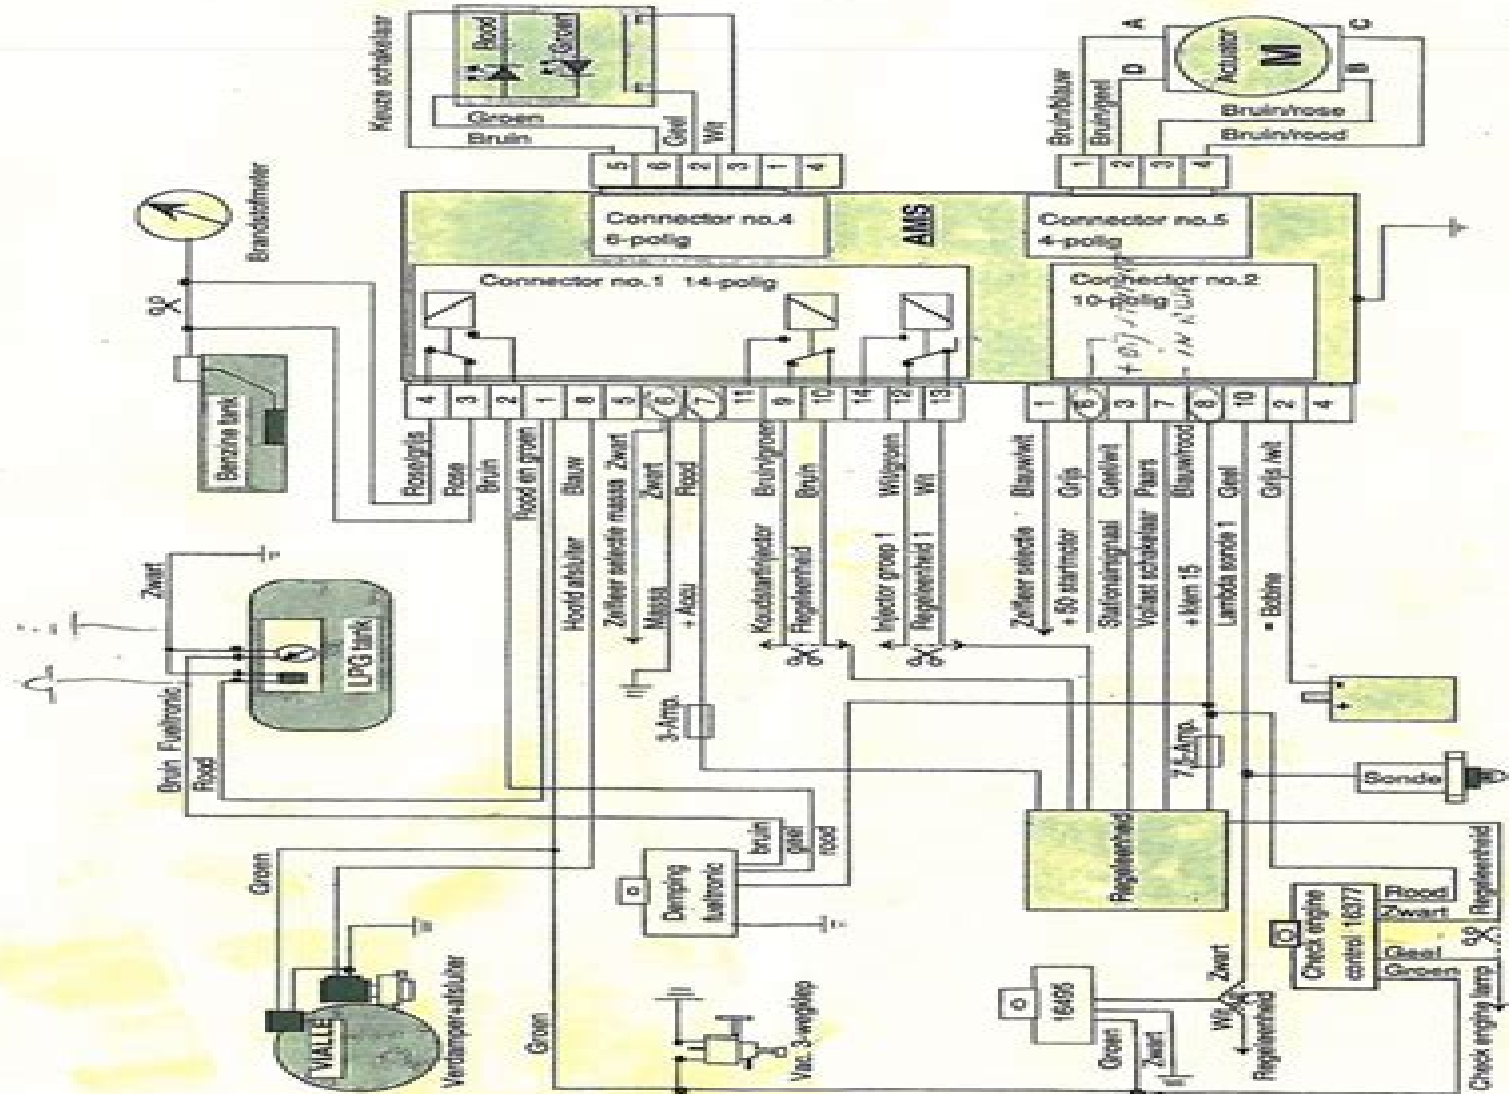 Keuze schakelaar
Rood
Groen
Groen
Bruin
Geel
Wit
5
6
2
3
1
4
A
D
C
B
Actuator
M
Bruin/blauw
Bruin/geel
Bruin/rose
Bruin/rood
1
2
3
4
Brandstofmeter
Connector no.4
6-polig
AMS
Connector no.5
4-polig
Connector no.1 14-polig
Connector no.2
10-polig
Benzine tank
4
3
2
1
8
5
6
7
11
9
10
14
12
13
1
6
3
7
8
10
2
4
Rose/grijs
Rose
Bruin
Rood en groen
Blauw
Zwart
Zwart
Rood
Bruin/groen
Bruin
Wit/groen
Wit
Blauw/wit
Grijs
Geel/wit
Paars
Blauw/rood
Geel
Grijs /wit
Hoofd afsluiter
Zelfleer selectie massa
Massa
+ Accu
Koudstartinjector
Regeleenheid
Injector groep 1
Regeleenheid 1
Zelfleer selectie
+ 50 startmotor
Stationairsignaal
Vollast schakelaar
+ klem 15
Lambda sonde 1
- Bobine
Zwart
LPG tank
Bruin Fueltronic
Rood
3-Amp.
7,5-Amp.
Sonde
bruin
geel
rood
Demping
fueltronic
Regeleenheid
Groen
VIALLE
Verdamper+afsluiter
Groen
Vac. 3-wegklep
16495
Groen
Zwart
Wit
Zwart
Regeleenheid
Check engine
control 16377
Rood
Zwart
Geel
Groen
Regeleenheid
Check engine lamp